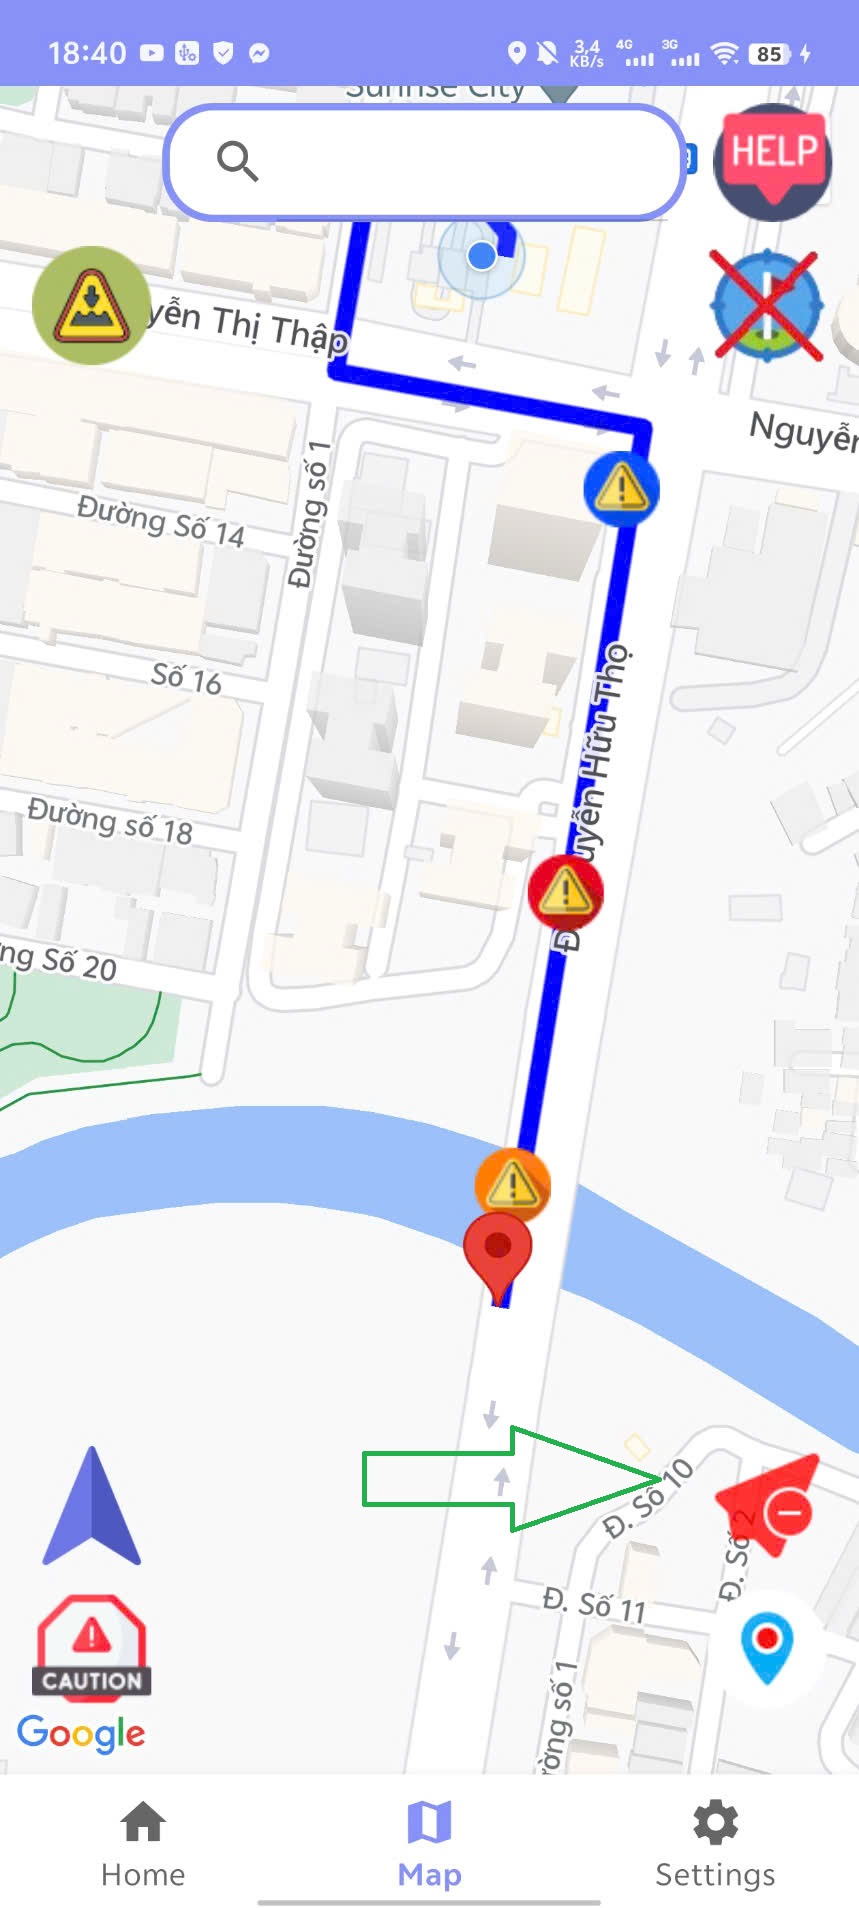 18:40
3,4
KB/s
4G
3G
85
Sunrise City
HELP
yễn Thị Thập
Nguyễn
Đường số 1
Đường Số 14
Số 16
Đường số 18
ng Số 20
Đ
uyễn Hữu Thọ
Đ. Số 10
Đ. Số 2
Đ. Số 11
ờng số 1
CAUTION
Google
Home
Map
Settings